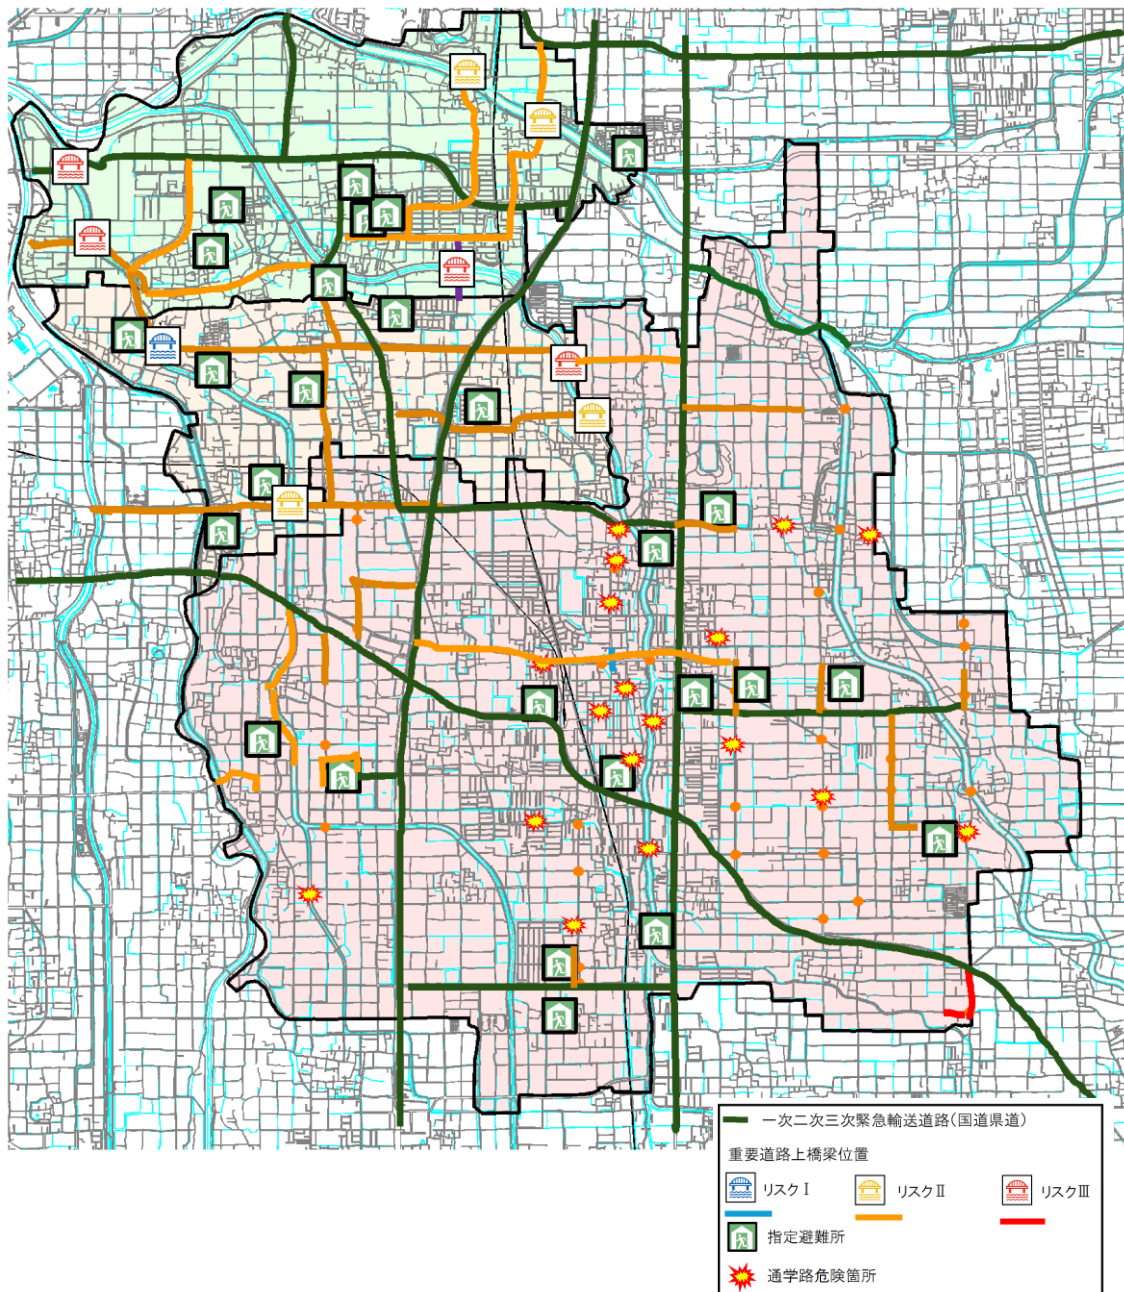 一次二次三次緊急輸送道路(国道県道)
重要道路上橋梁位置
リスクⅠ
リスクⅡ
リスクⅢ
指定避難所
通学路危険箇所